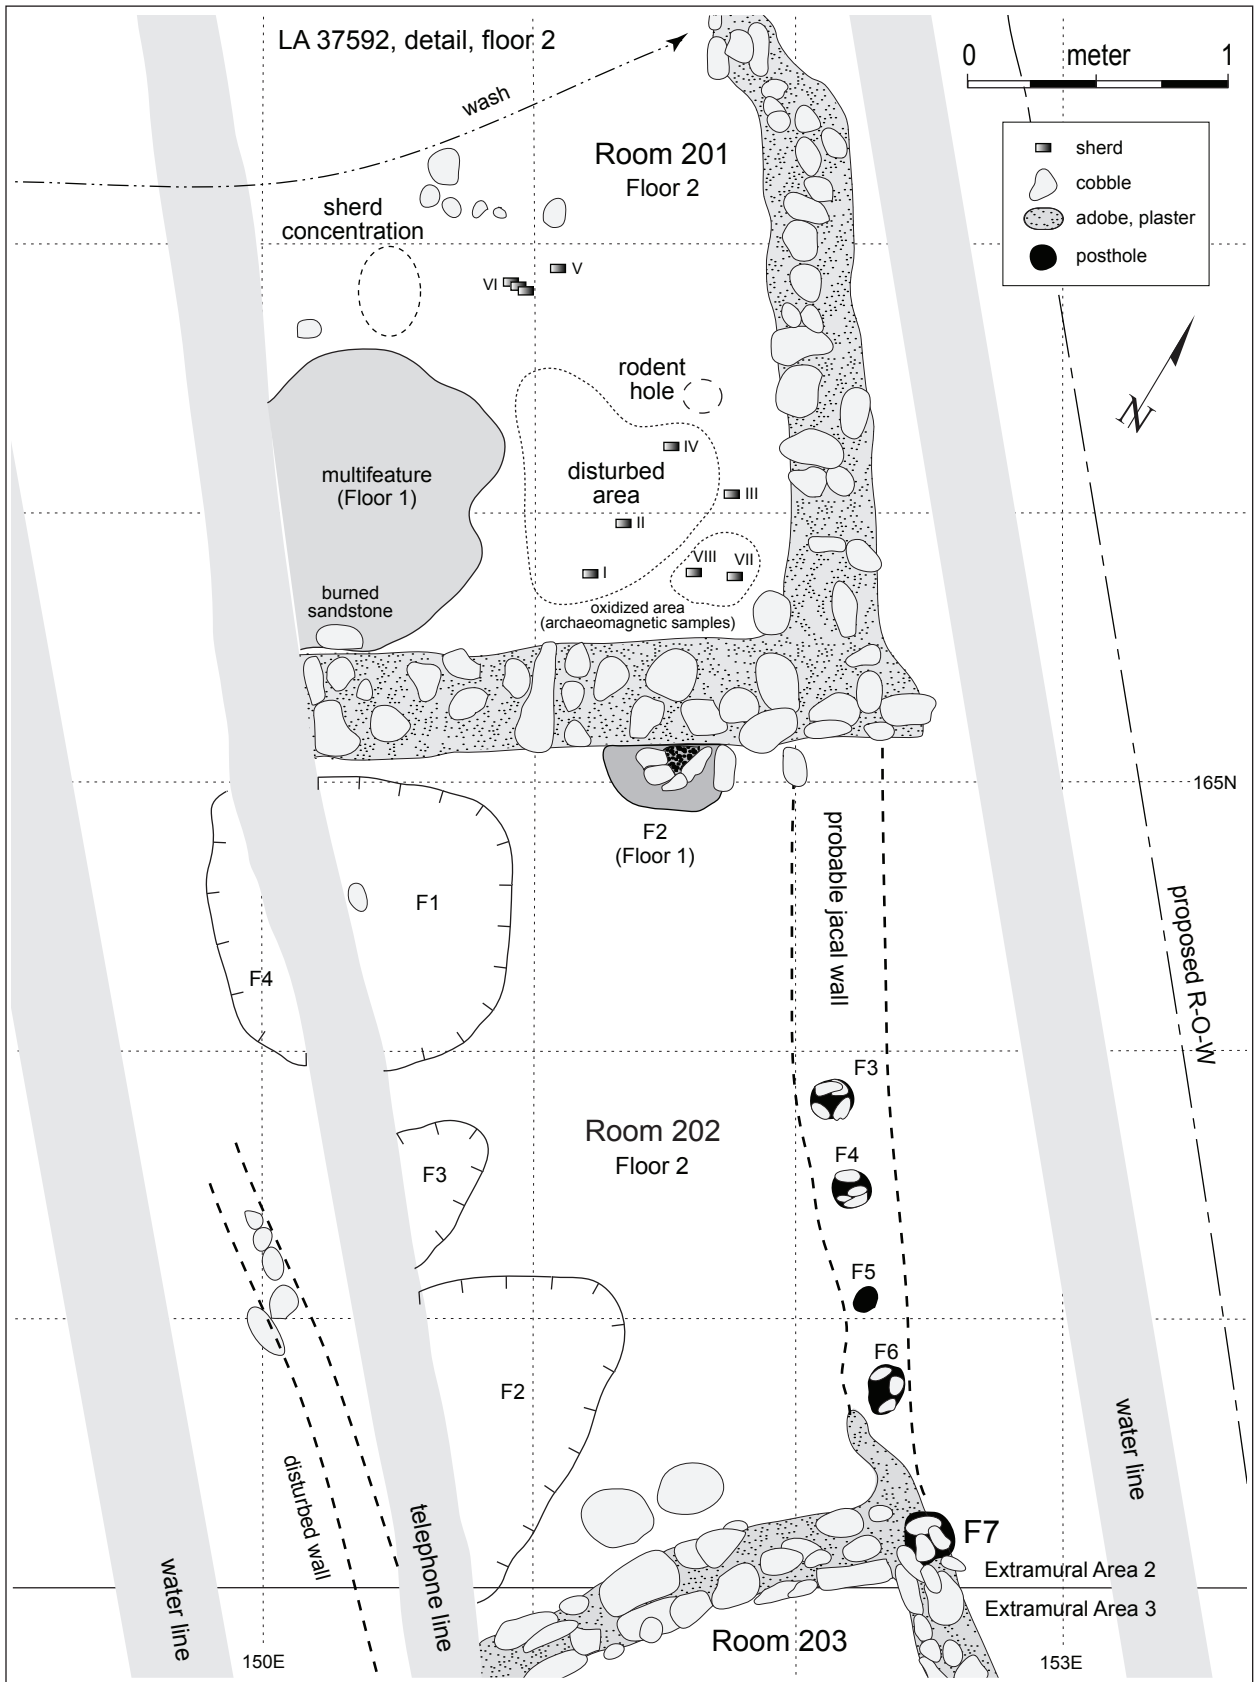 LA 37592, detail, floor 2
0 meter 1
wash
sherd
cobble
adobe, plaster
posthole
Room 201
Floor 2
sherd
concentration
V
VI
N
rodent
hole
IV
disturbed
area
III
II
multifeature
(Floor 1)
VIII
VII
I
burned
sandstone
oxidized area
(archaeomagnetic samples)
165N
F2
(Floor 1)
probable jacal wall
F1
F4
proposed R-O-W
F3
Room 202
Floor 2
F4
F3
F5
F6
F2
water line
disturbed wall
telephone line
water line
F7
Extramural Area 2
Extramural Area 3
Room 203
150E
153E